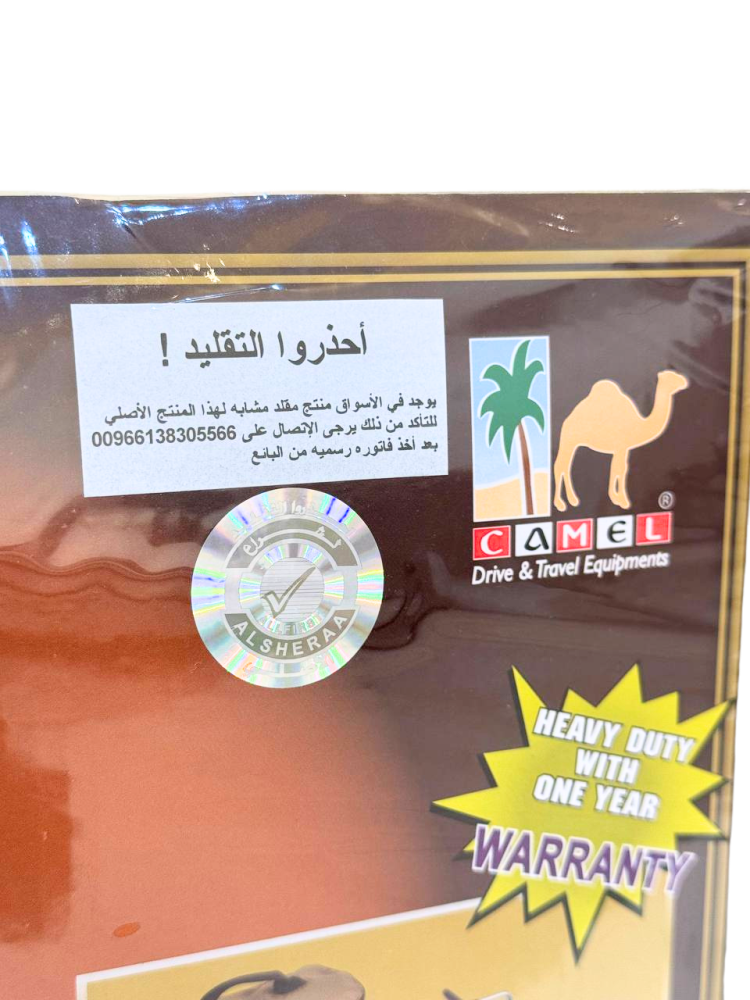 أحذروا التقليد !
يوجد في الأسواق منتج مقلد مشابه لهذا المنتج الأصلي
للتأكد من ذلك يرجى الإتصال على 00966138305566
بعد أخذ فاتوره رسميه من البائع
CAMEL®
Drive & Travel Equipments
ALSHERAA
HEAVY DUTY
WITH
ONE YEAR
WARRANTY